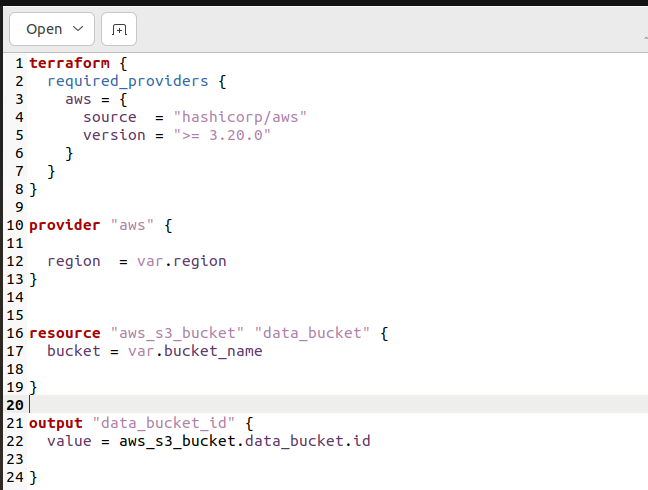 Open
1 terraform {
2   required_providers {
3     aws = {
4       source  = "hashicorp/aws"
5       version = ">= 3.20.0"
6     }
7   }
8 }
9
10 provider "aws" {
11
12   region  = var.region
13 }
14
15
16 resource "aws_s3_bucket" "data_bucket" {
17   bucket = var.bucket_name
18
19 }
20
21 output "data_bucket_id" {
22   value = aws_s3_bucket.data_bucket.id
23
24 }